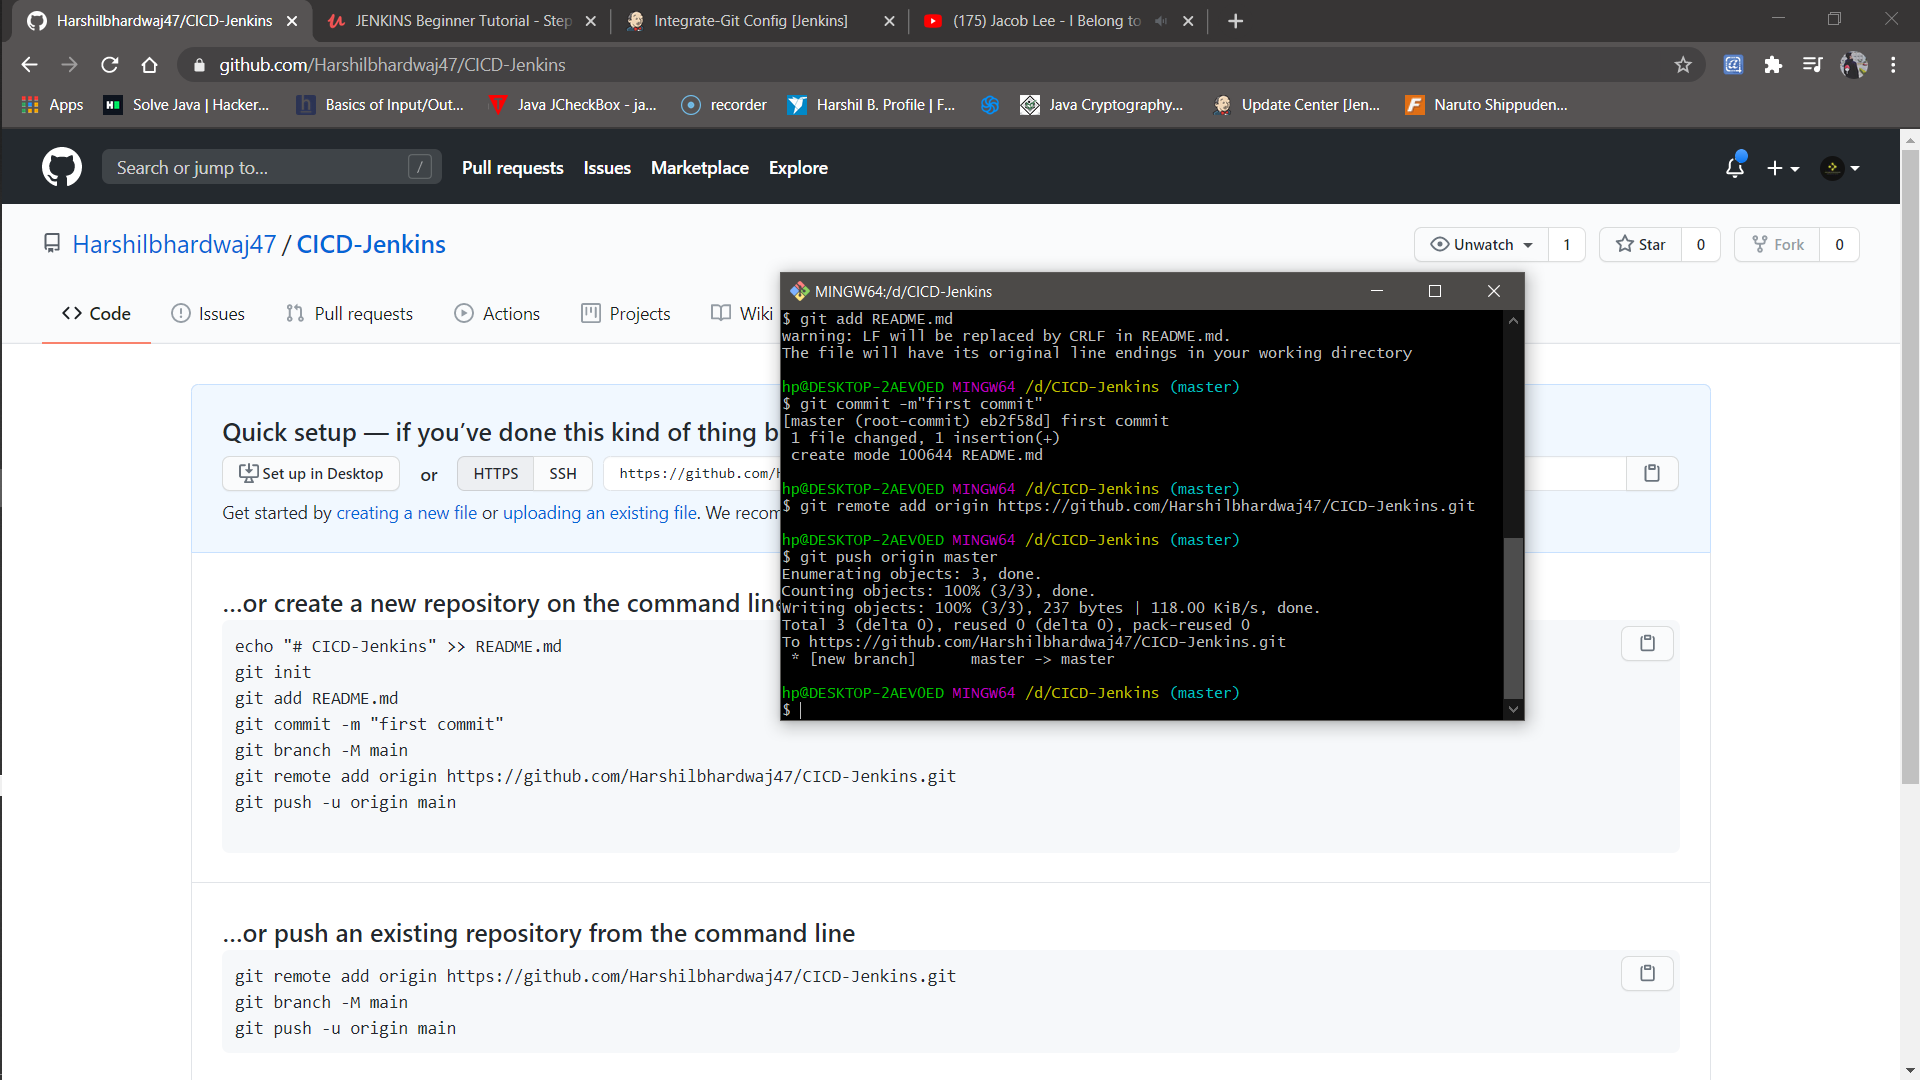 Harshilbhardwaj47/CICD-Jenkins
JENKINS Beginner Tutorial - Step
Integrate-Git Config [Jenkins]
(175) Jacob Lee - I Belong to
github.com/Harshilbhardwaj47/CICD-Jenkins
Apps
Solve Java | Hacker...
Basics of Input/Out...
Java JCheckBox - ja...
recorder
Harshil B. Profile | F...
Java Cryptography...
Update Center [Jen...
Naruto Shippuden...
Search or jump to...
/
Pull requests
Issues
Marketplace
Explore
Harshilbhardwaj47 / CICD-Jenkins
Unwatch
1
Star
0
Fork
0
Code
Issues
Pull requests
Actions
Projects
Wiki
MINGW64:/d/CICD-Jenkins
$ git add README.md
warning: LF will be replaced by CRLF in README.md.
The file will have its original line endings in your working directory
hp@DESKTOP-2AEV0ED MINGW64 /d/CICD-Jenkins (master)
$ git commit -m"first commit"
[master (root-commit) eb2f58d] first commit
1 file changed, 1 insertion(+)
create mode 100644 README.md
hp@DESKTOP-2AEV0ED MINGW64 /d/CICD-Jenkins (master)
$ git remote add origin https://github.com/Harshilbhardwaj47/CICD-Jenkins.git
hp@DESKTOP-2AEV0ED MINGW64 /d/CICD-Jenkins (master)
$ git push origin master
Enumerating objects: 3, done.
Counting objects: 100% (3/3), done.
Writing objects: 100% (3/3), 237 bytes | 118.00 KiB/s, done.
Total 3 (delta 0), reused 0 (delta 0), pack-reused 0
To https://github.com/Harshilbhardwaj47/CICD-Jenkins.git
* [new branch]      master -> master
hp@DESKTOP-2AEV0ED MINGW64 /d/CICD-Jenkins (master)
$
Quick setup — if you’ve done this kind of thing b
Set up in Desktop
or
HTTPS
SSH
https://github.com/
Get started by creating a new file or uploading an existing file. We recom
...or create a new repository on the command line
echo "# CICD-Jenkins" >> README.md
git init
git add README.md
git commit -m "first commit"
git branch -M main
git remote add origin https://github.com/Harshilbhardwaj47/CICD-Jenkins.git
git push -u origin main
...or push an existing repository from the command line
git remote add origin https://github.com/Harshilbhardwaj47/CICD-Jenkins.git
git branch -M main
git push -u origin main